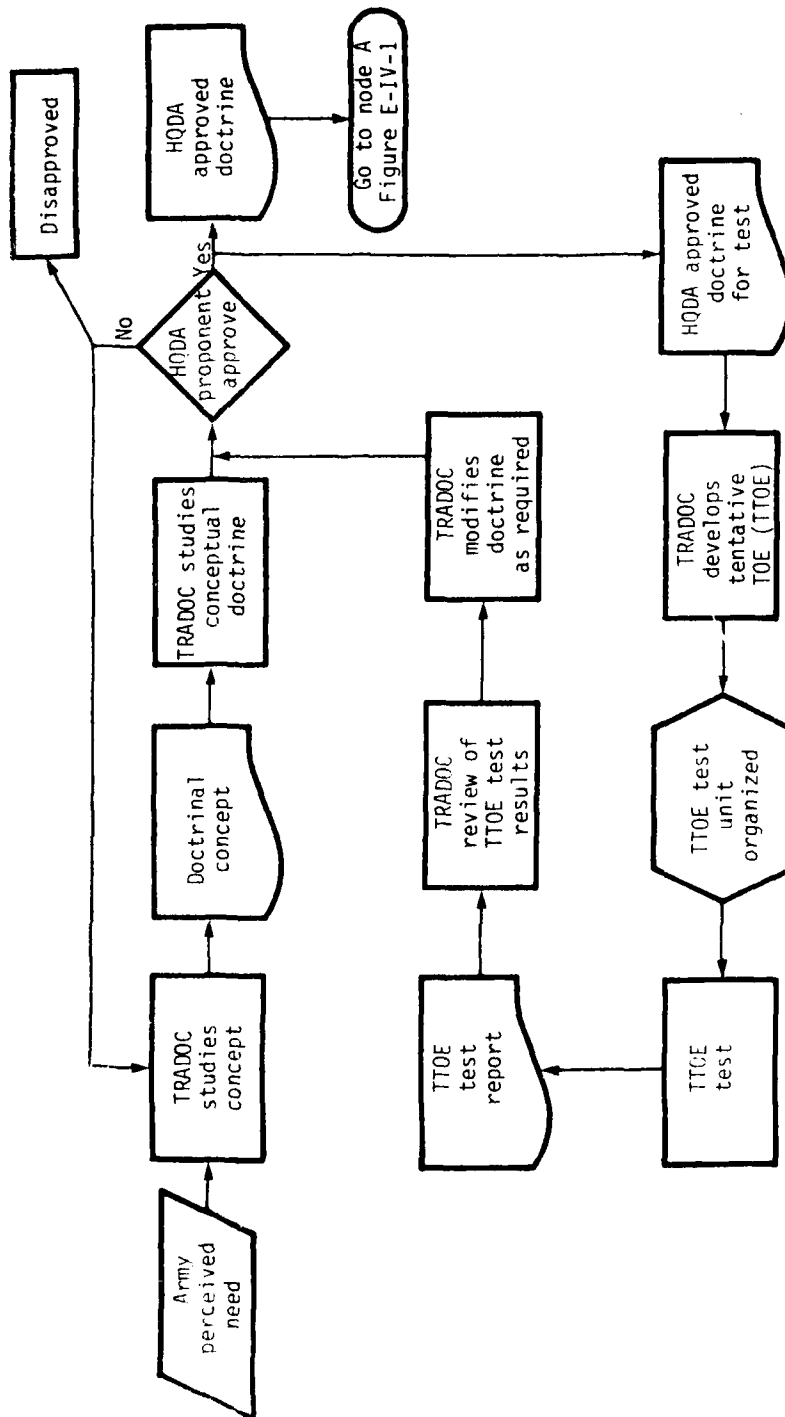 Army
perceived
need
TRADOC
studies
concept
Doctrinal
concept
TRADOC studies
conceptual
doctrine
HQDA
proponent
approve
No
Yes
Disapproved
HQDA
approved
doctrine
Go to node A
Figure E-IV-1
TTOE
test
report
TRADOC
review of
TTOE test
results
TRADOC
modifies
doctrine
as required
TTOE
test
TTOE test
unit
organized
TRADOC
develops
tentative
TOE (TTOE)
HQDA approved
doctrine
for test